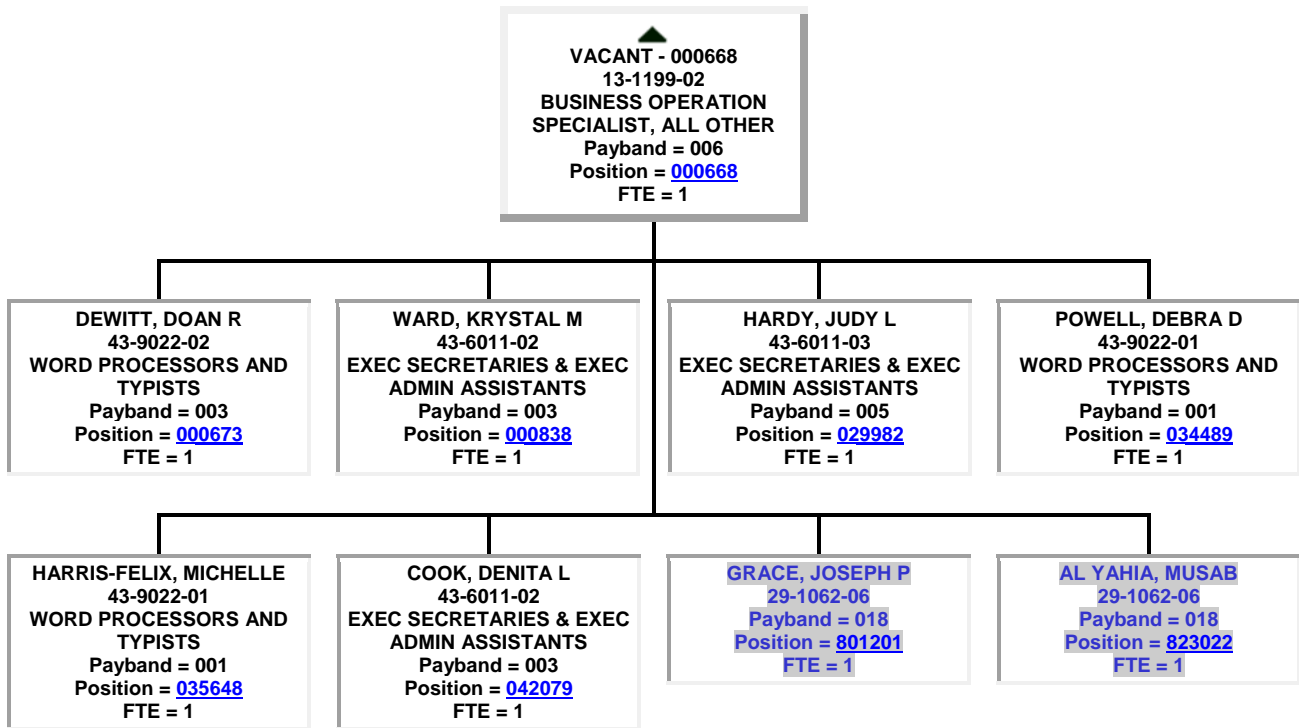 VACANT - 000668
13-1199-02
BUSINESS OPERATION
SPECIALIST, ALL OTHER
Payband = 006
Position = 000668
FTE = 1
DEWITT, DOAN R
43-9022-02
WORD PROCESSORS AND
TYPISTS
Payband = 003
Position = 000673
FTE = 1
WARD, KRYSTAL M
43-6011-02
EXEC SECRETARIES & EXEC
ADMIN ASSISTANTS
Payband = 003
Position = 000838
FTE = 1
HARDY, JUDY L
43-6011-03
EXEC SECRETARIES & EXEC
ADMIN ASSISTANTS
Payband = 005
Position = 029982
FTE = 1
POWELL, DEBRA D
43-9022-01
WORD PROCESSORS AND
TYPISTS
Payband = 001
Position = 034489
FTE = 1
HARRIS-FELIX, MICHELLE
43-9022-01
WORD PROCESSORS AND
TYPISTS
Payband = 001
Position = 035648
FTE = 1
COOK, DENITA L
43-6011-02
EXEC SECRETARIES & EXEC
ADMIN ASSISTANTS
Payband = 003
Position = 042079
FTE = 1
GRACE, JOSEPH P
29-1062-06
Payband = 018
Position = 801201
FTE = 1
AL YAHIA, MUSAB
29-1062-06
Payband = 018
Position = 823022
FTE = 1